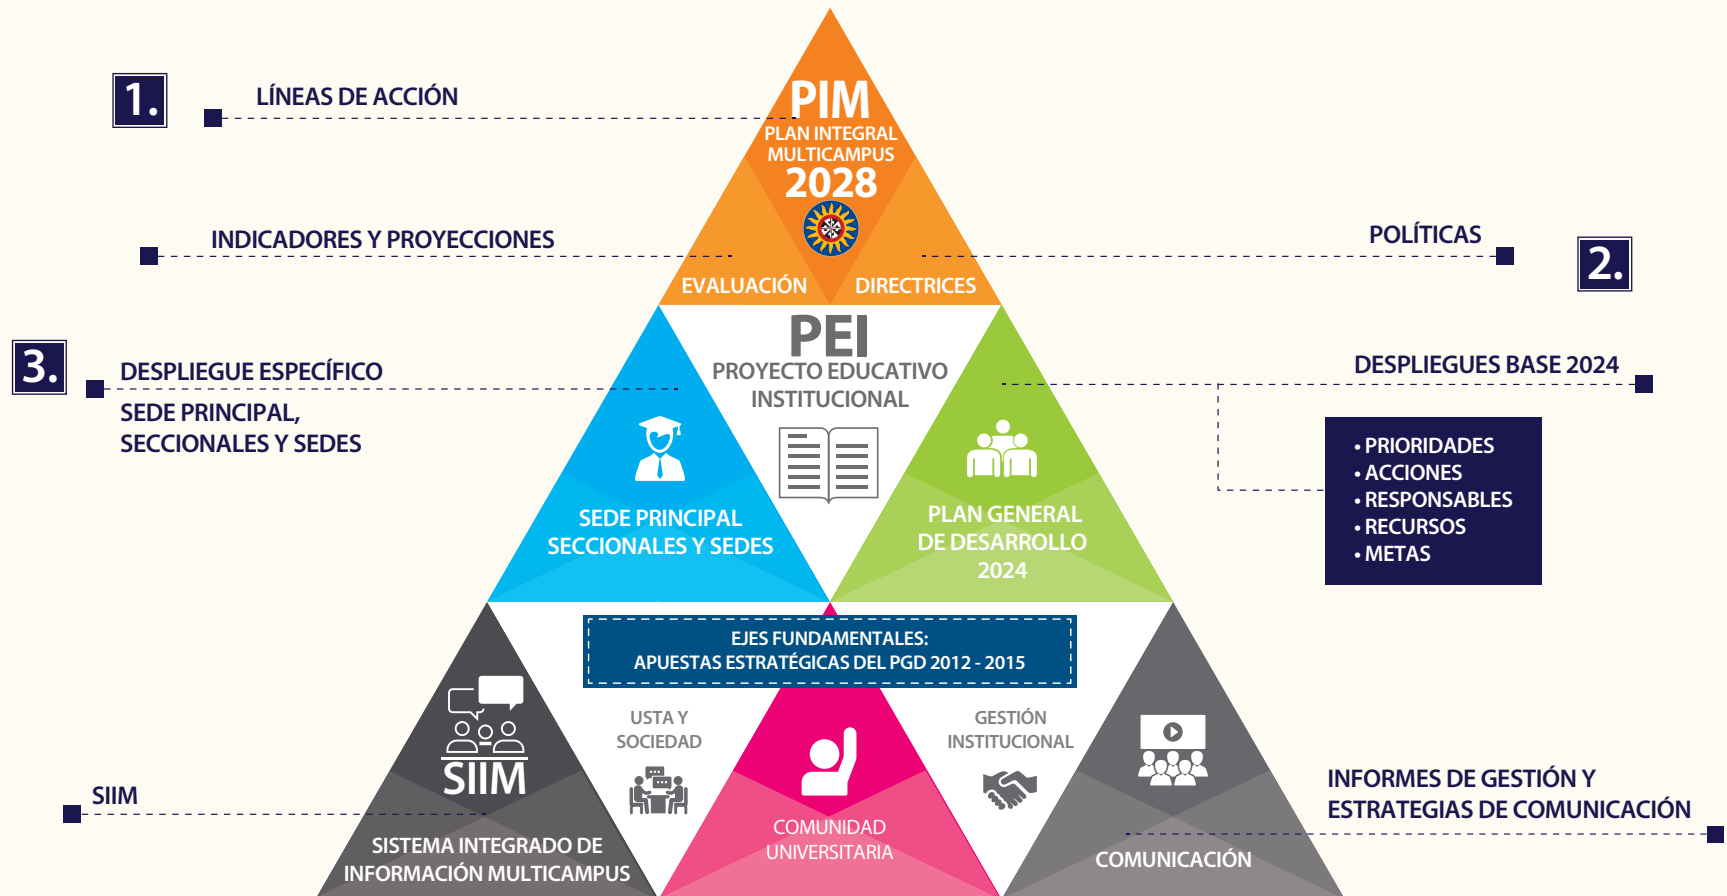 1.
LÍNEAS DE ACCIÓN
PIM
PLAN INTEGRAL
MULTICAMPUS
2028
INDICADORES Y PROYECCIONES
POLÍTICAS
2.
EVALUACIÓN
DIRECTRICES
3.
DESPLIEGUE ESPECÍFICO
SEDE PRINCIPAL,
SECCIONALES Y SEDES
PEI
PROYECTO EDUCATIVO
INSTITUCIONAL
DESPLIEGUES BASE 2024
• PRIORIDADES
• ACCIONES
• RESPONSABLES
• RECURSOS
• METAS
SEDE PRINCIPAL
SECCIONALES Y SEDES
PLAN GENERAL
DE DESARROLLO
2024
EJES FUNDAMENTALES:
APUESTAS ESTRATÉGICAS DEL PGD 2012 - 2015
USTA Y
SOCIEDAD
GESTIÓN
INSTITUCIONAL
SIIM
SIIM
SISTEMA INTEGRADO DE
INFORMACIÓN MULTICAMPUS
COMUNIDAD
UNIVERSITARIA
COMUNICACIÓN
INFORMES DE GESTIÓN Y
ESTRATEGIAS DE COMUNICACIÓN